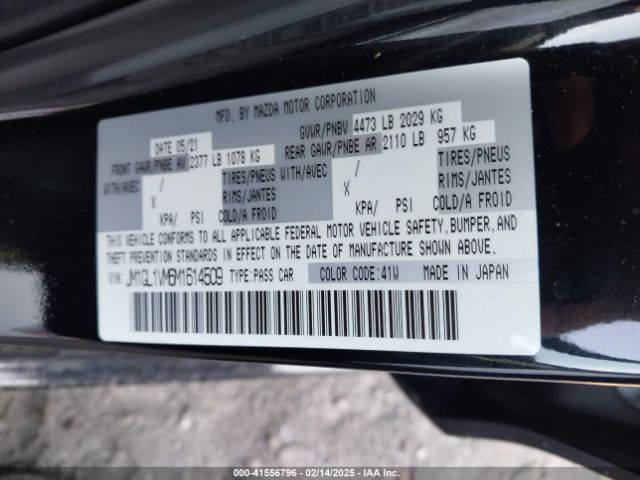 MFD. BY MAZDA MOTOR CORPORATION
DATE 05/21 GVWR/PNBV 4473 LB 2029 KG
FRONT GAWR/PNBE AV 2377 LB 1078 KG REAR GAWR/PNBE AR 2110 LB 957 KG
WITH/AVEC / TIRES/PNEUS WITH/AVEC / TIRES/PNEUS
X RIMS/JANTES X RIMS/JANTES
KPA/ PSI COLD/A FROID KPA/ PSI COLD/A FROID
THIS VEHICLE CONFORMS TO ALL APPLICABLE FEDERAL MOTOR VEHICLE SAFETY, BUMPER, AND
THEFT PREVENTION STANDARDS IN EFFECT ON THE DATE OF MANUFACTURE SHOWN ABOVE.
VIN: JM1GL1VM6M1614509 TYPE:PASS CAR COLOR CODE:41W MADE IN JAPAN
000-41556796 - 02/14/2025 - IAA Inc.